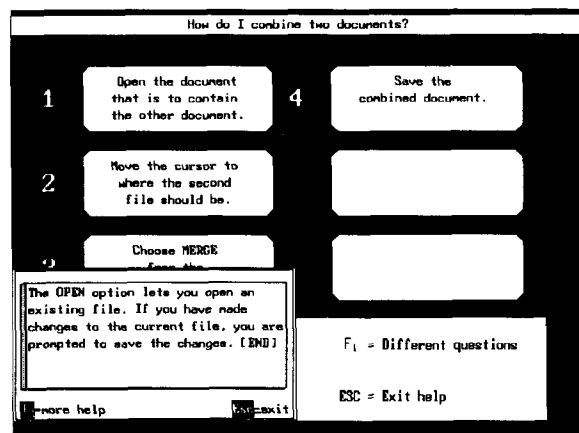 How do I combine two documents?
1
Open the document
that is to contain
the other document.
2
Move the cursor to
where the second
file should be.
Choose MERGE
from the
4
Save the
combined document.
The OPEN option lets you open an
existing file. If you have made
changes to the current file, you are
prompted to save the changes. [END]
=more help
=exit
F1 = Different questions
ESC = Exit help